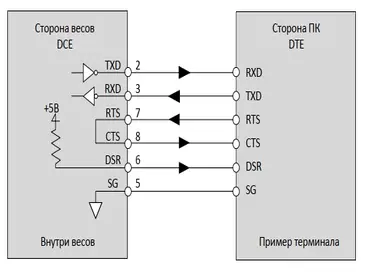 Сторона весов
DCE
Сторона ПК
DTE
TXD 2 RXD
RXD 3 TXD
+5В
RTS 7 RTS
CTS 8 CTS
DSR 6 DSR
SG 5 SG
Внутри весов
Пример терминала